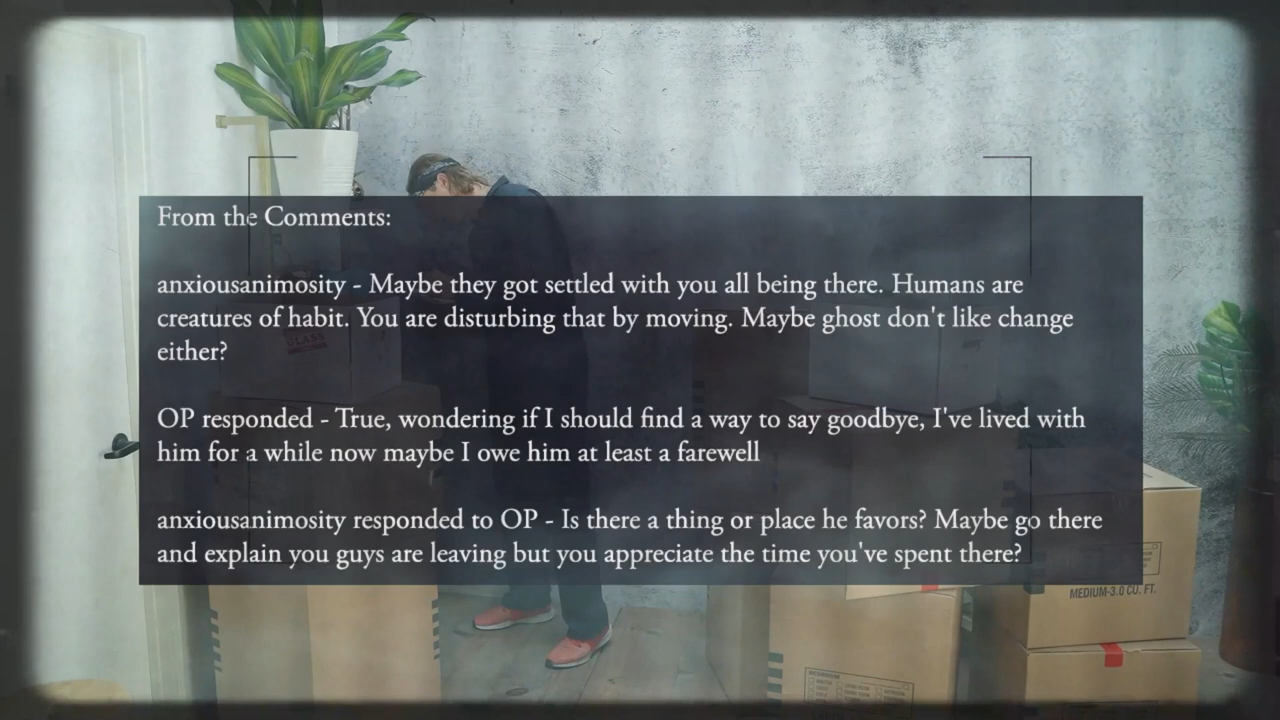 From the Comments:
anxiousanimosity - Maybe they got settled with you all being there. Humans are
creatures of habit. You are disturbing that by moving. Maybe ghost don't like change
either?
OP responded - True, wondering if I should find a way to say goodbye, I've lived with
him for a while now maybe I owe him at least a farewell
anxiousanimosity responded to OP - Is there a thing or place he favors? Maybe go there
and explain you guys are leaving but you appreciate the time you've spent there?
GLASS
MEDIUM-3.0 CU. FT.